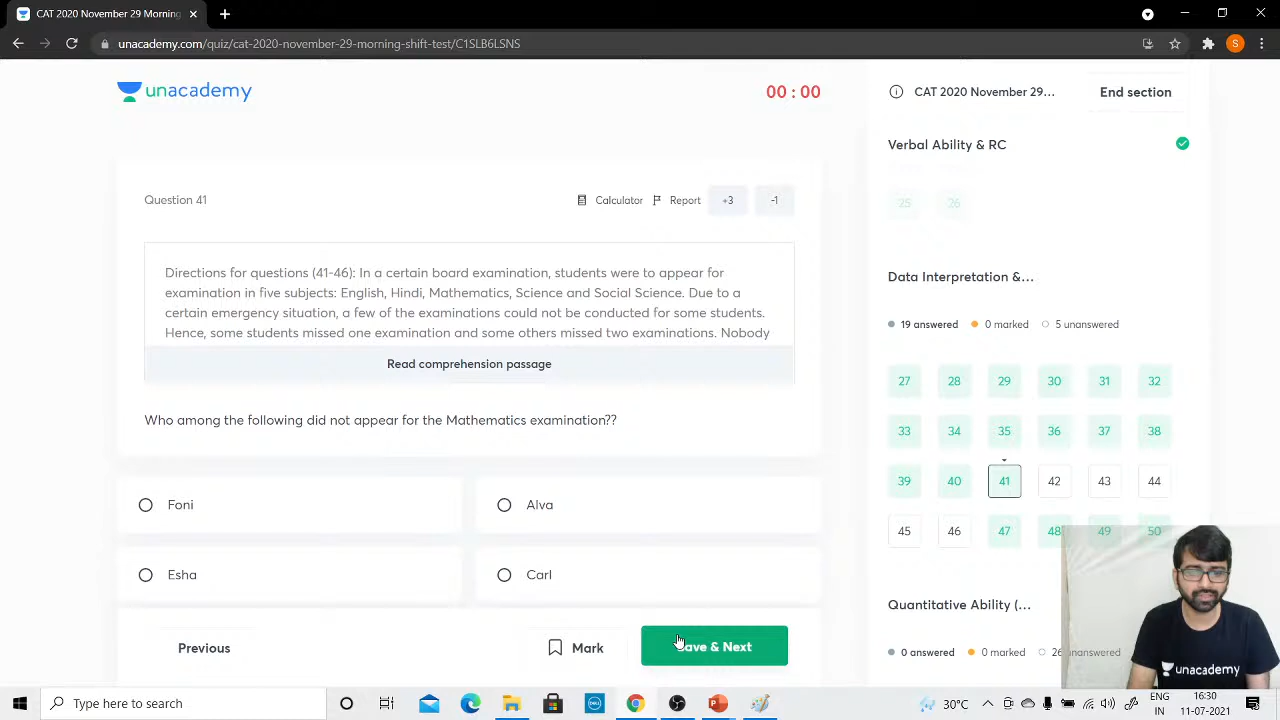 CAT 2020 November 29 Morning
unacademy.com/quiz/cat-2020-november-29-morning-shift-test/C1SLB6LSNS
S
unacademy
00 : 00
CAT 2020 November 29...
End section
Verbal Ability & RC
Question 41
Calculator
Report
+3
-1
25 26
Directions for questions (41-46): In a certain board examination, students were to appear for
examination in five subjects: English, Hindi, Mathematics, Science and Social Science. Due to a
certain emergency situation, a few of the examinations could not be conducted for some students.
Hence, some students missed one examination and some others missed two examinations. Nobody
Read comprehension passage
Who among the following did not appear for the Mathematics examination??
Foni
Alva
Esha
Carl
Previous
Mark
Save & Next
Data Interpretation &...
19 answered 0 marked 5 unanswered
27 28 29 30 31 32
33 34 35 36 37 38
39 40 41 42 43 44
45 46 47 48 49 50
Quantitative Ability (...
0 answered 0 marked 26 unanswered
unacademy
Type here to search
DELL
30°C
ENG
IN
16:30
11-07-2021